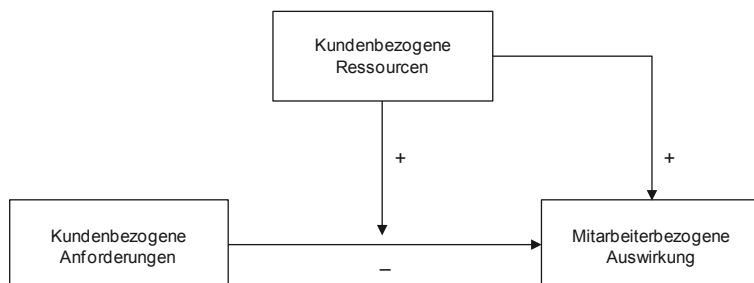 Kundenbezogene
Ressourcen
+
+
Kundenbezogene
Anforderungen
Mitarbeiterbezogene
Auswirkung
–